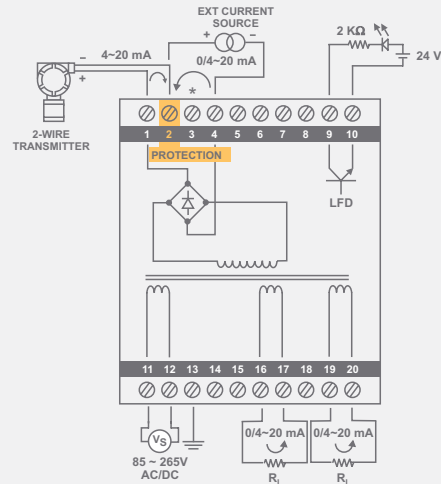 EXT CURRENT
SOURCE
+ −
0/4~20 mA
*
4~20 mA
−
+
2-WIRE
TRANSMITTER
2 KΩ
24 V
1 2 3 4 5 6 7 8 9 10
PROTECTION
LFD
11 12 13 14 15 16 17 18 19 20
VS
85 ~ 265V
AC/DC
0/4~20 mA
RL
0/4~20 mA
RL